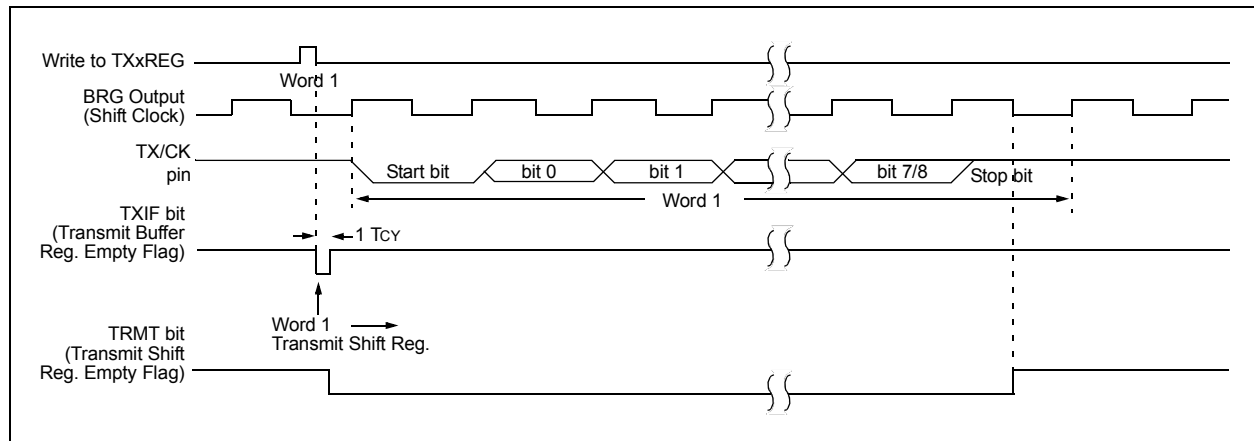 Write to TXxREG
Word 1
BRG Output
(Shift Clock)
TX/CK
pin
Start bit
bit 0
bit 1
bit 7/8
Stop bit
Word 1
TXIF bit
(Transmit Buffer
Reg. Empty Flag)
1 TCY
Word 1
Transmit Shift Reg.
TRMT bit
(Transmit Shift
Reg. Empty Flag)